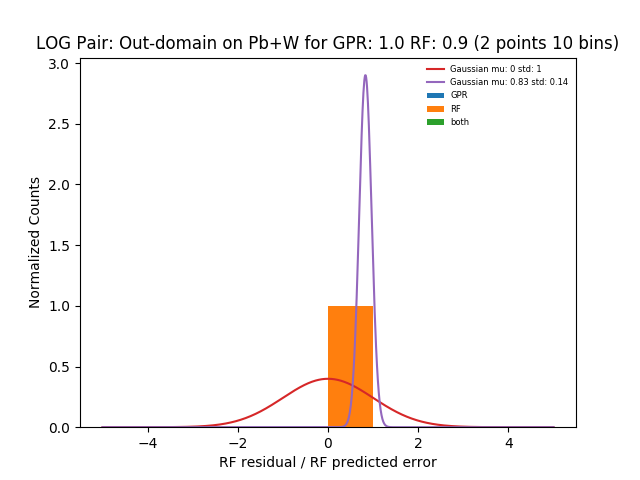 LOG Pair: Out-domain on Pb+W for GPR: 1.0 RF: 0.9 (2 points 10 bins)
Gaussian mu: 0 std: 1
Gaussian mu: 0.83 std: 0.14
GPR
RF
both
Normalized Counts
3.0
2.5
2.0
1.5
1.0
0.5
0.0
−4
−2
0
2
4
RF residual / RF predicted error